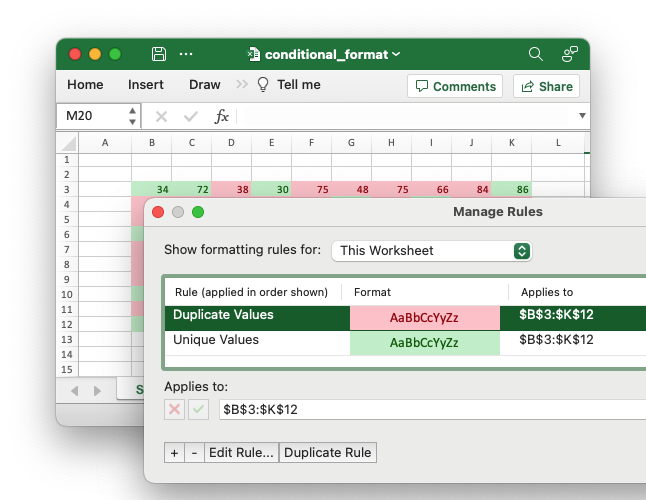 conditional_format
Home Insert Draw Tell me Comments Share
M20 fx
A B C D E F G H I J K L
1
2
3 34 72 38 30 75 48 75 66 84 86
4
5
6
7
8
9
10
11
12
13
14
15
S
Manage Rules
Show formatting rules for: This Worksheet
Rule (applied in order shown) Format Applies to
Duplicate Values AaBbCcYyZz $B$3:$K$12
Unique Values AaBbCcYyZz $B$3:$K$12
Applies to:
$B$3:$K$12
+ - Edit Rule... Duplicate Rule